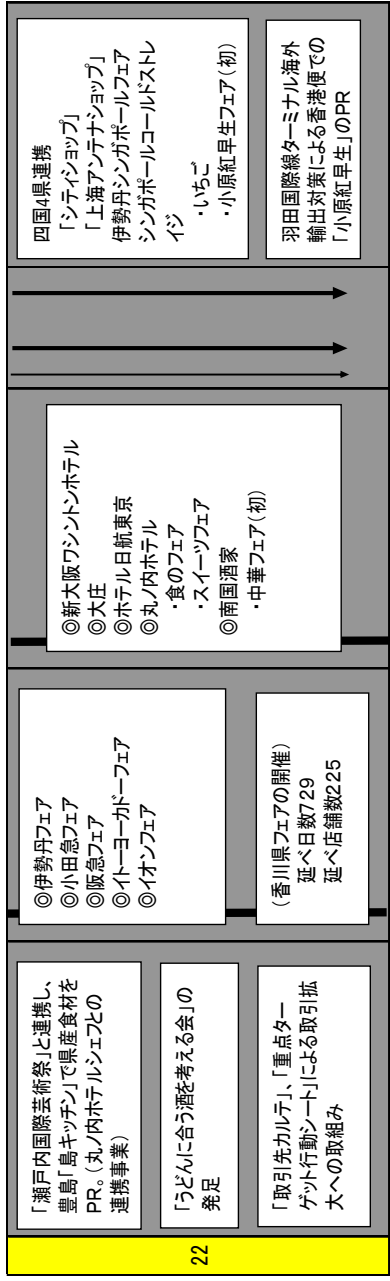 22
「瀬戸内国際芸術祭」と連携し、
豊島「島キッチン」で県産食材を
PR。(丸ノ内ホテルシェフとの
連携事業)
「うどんに合う酒を考える会」の
発足
「取引先カルテ」、「重点ター
ゲット行動シート」による取引拡
大への取組み
◎伊勢丹フェア
◎小田急フェア
◎阪急フェア
◎イトーヨーカドーフェア
◎イオンフェア
(香川県フェアの開催)
延べ日数729
延べ店舗数225
◎新大阪ワシントンホテル
◎大庄
◎ホテル日航東京
◎丸ノ内ホテル
・食のフェア
・スイーツフェア
◎南国酒家
・中華フェア(初)
四国4県連携
「シティショップ」
「上海アンテナショップ」
伊勢丹シンガポールフェア
シンガポールコールドストレ
イジ
・いちご
・小原紅早生フェア(初)
羽田国際線ターミナル海外
輸出対策による香港便での
「小原紅早生」のPR